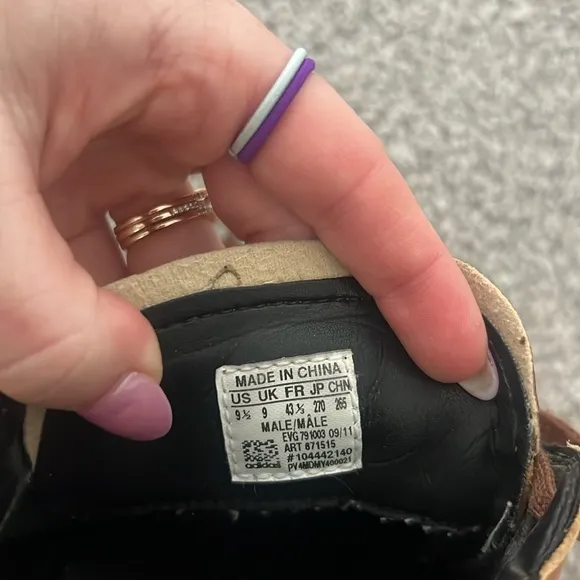 MADE IN CHINA
US UK FR JP CHN
9½ 9 43⅓ 270 265
MALE/MÂLE
EVG 791003 09/11
ART 671515
# 104442140
adidas PV4MDMY400021